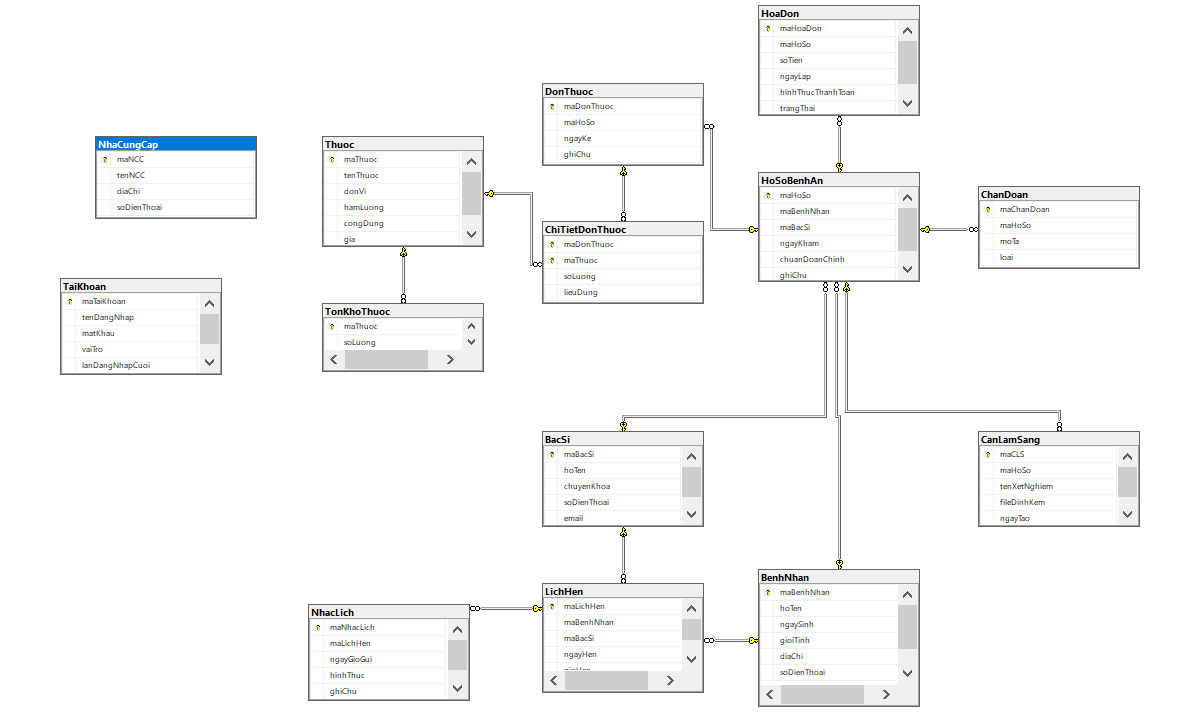 HoaDon
maHoaDon
maHoSo
soTien
ngayLap
hinhThucThanhToan
trangThai
DonThuoc
maDonThuoc
maHoSo
ngayKe
ghiChu
NhaCungCap
maNCC
tenNCC
diaChi
soDienThoai
Thuoc
maThuoc
tenThuoc
donVi
hamLuong
congDung
gia
HoSoBenhAn
maHoSo
maBenhNhan
maBacSi
ngayKham
chuanDoanChinh
ghiChu
ChanDoan
maChanDoan
maHoSo
moTa
loai
ChiTietDonThuoc
maDonThuoc
maThuoc
soLuong
lieuDung
TaiKhoan
maTaiKhoan
tenDangNhap
matKhau
vaiTro
lanDangNhapCuoi
TonKhoThuoc
maThuoc
soLuong
BacSi
maBacSi
hoTen
chuyenKhoa
soDienThoai
email
CanLamSang
maCLS
maHoSo
tenXetNghiem
fileDinhKem
ngayTao
BenhNhan
maBenhNhan
hoTen
ngaySinh
gioiTinh
diaChi
soDienThoai
LichHen
maLichHen
maBenhNhan
maBacSi
ngayHen
NhacLich
maNhacLich
maLichHen
ngayGioGui
hinhThuc
ghiChu